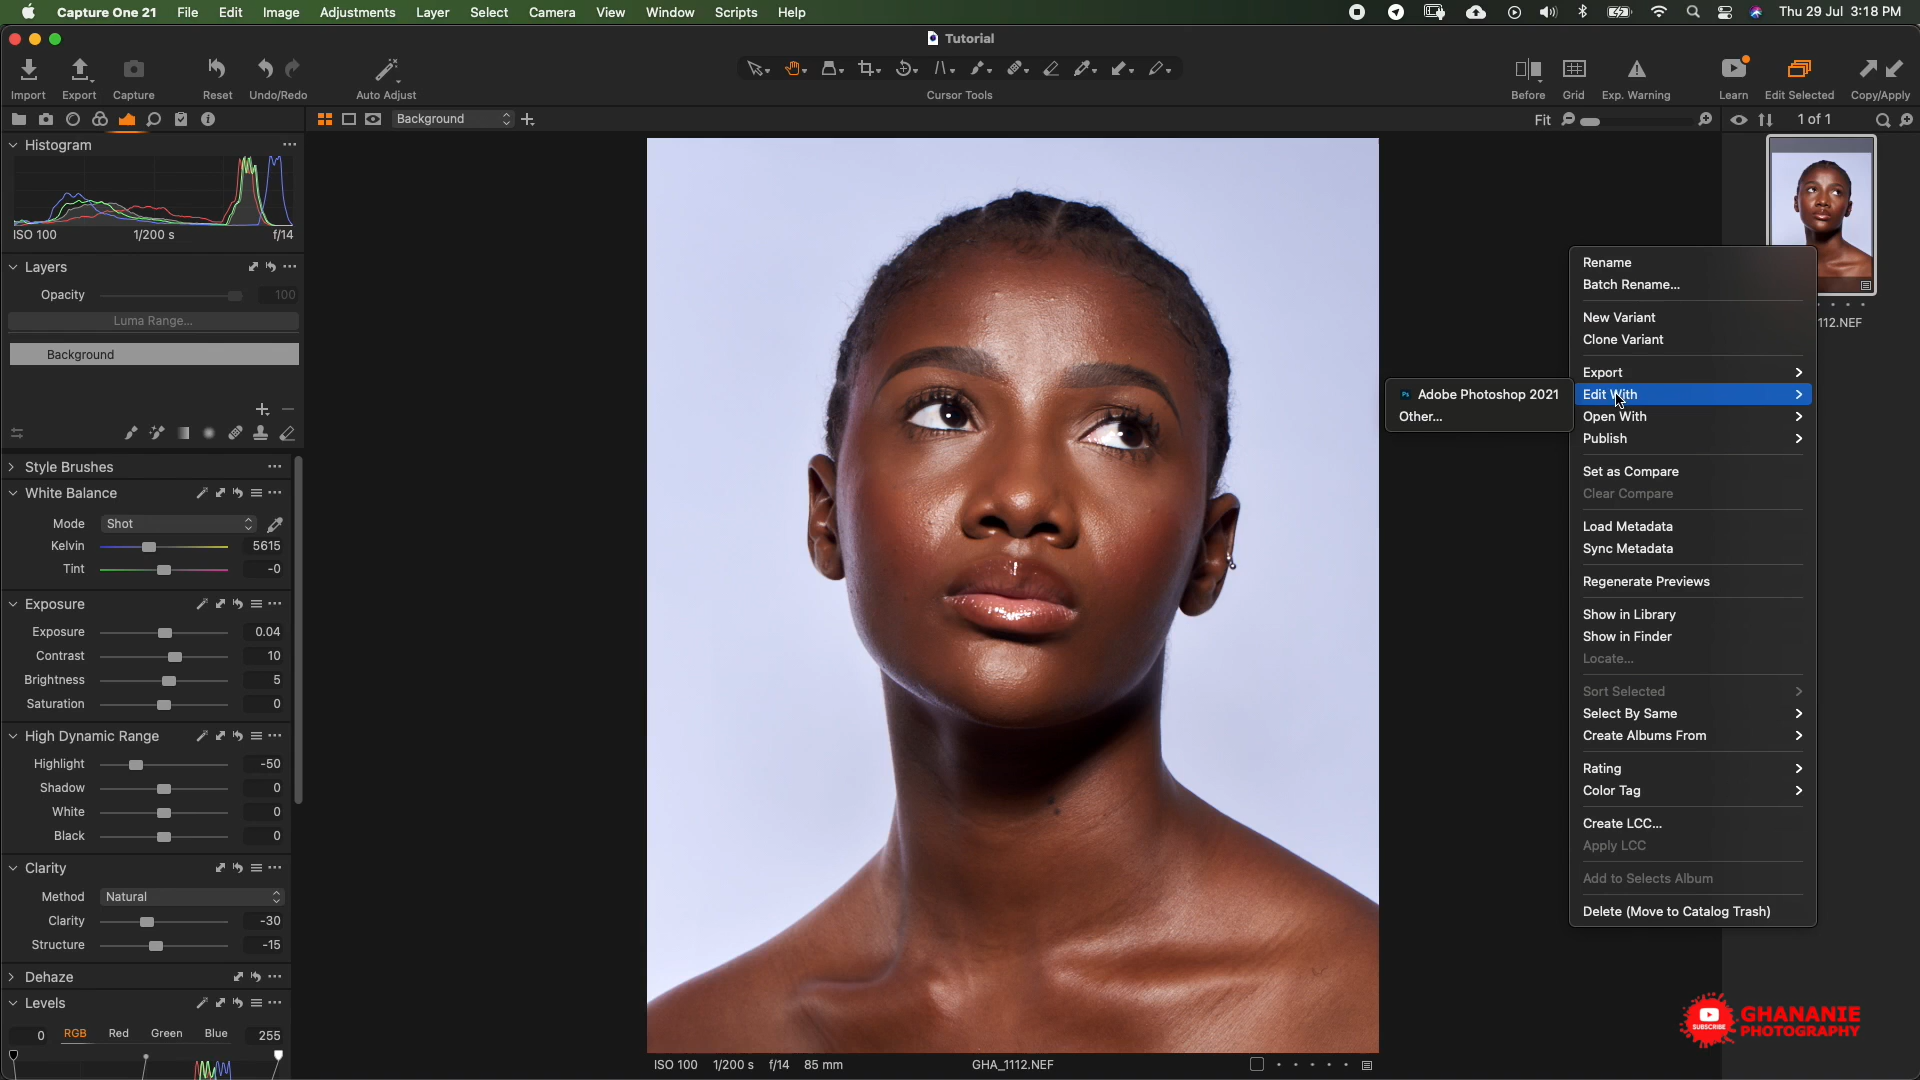 Capture One 21 File Edit Image Adjustments Layer Select Camera View Window Scripts Help Thu 29 Jul 3:18 PM
Tutorial
Import Export Capture Reset Undo/Redo Auto Adjust Cursor Tools Before Grid Exp. Warning Learn Edit Selected Copy/Apply
Background Fit 1 of 1
Histogram
ISO 100 1/200 s f/14
Layers
Opacity 100
Luma Range...
Background
Style Brushes
White Balance
Mode Shot
Kelvin 5615
Tint -0
Exposure
Exposure 0.04
Contrast 10
Brightness 5
Saturation 0
High Dynamic Range
Highlight -50
Shadow 0
White 0
Black 0
Clarity
Method Natural
Clarity -30
Structure -15
Dehaze
Levels
0 RGB Red Green Blue 255
ISO 100 1/200 s f/14 85 mm GHA_1112.NEF
112.NEF
Rename
Batch Rename...
New Variant
Clone Variant
Export
Edit With
Open With
Publish
Set as Compare
Clear Compare
Load Metadata
Sync Metadata
Regenerate Previews
Show in Library
Show in Finder
Locate...
Sort Selected
Select By Same
Create Albums From
Rating
Color Tag
Create LCC...
Apply LCC
Add to Selects Album
Delete (Move to Catalog Trash)
Ps Adobe Photoshop 2021
Other...
SUBSCRIBE
GHANANIE
PHOTOGRAPHY